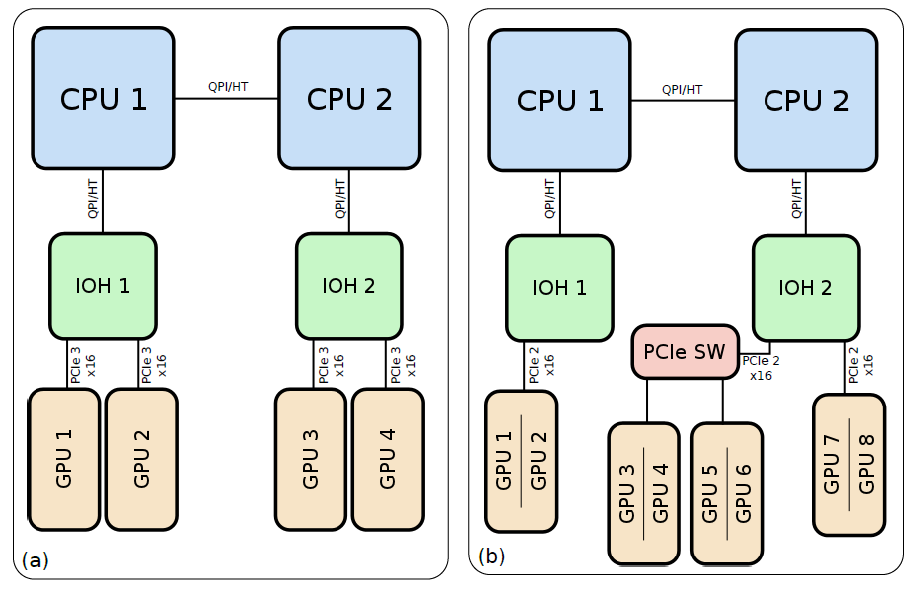 CPU 1
QPI/HT
CPU 2
QPI/HT
QPI/HT
IOH 1
IOH 2
PCIe 3
x16
PCIe 3
x16
PCIe 3
x16
PCIe 3
x16
GPU 1
GPU 2
GPU 3
GPU 4
(a)
CPU 1
QPI/HT
CPU 2
QPI/HT
QPI/HT
IOH 1
IOH 2
PCIe SW
PCIe 2
x16
PCIe 2
x16
PCIe 2
x16
GPU 1
GPU 2
GPU 3
GPU 4
GPU 5
GPU 6
GPU 7
GPU 8
(b)